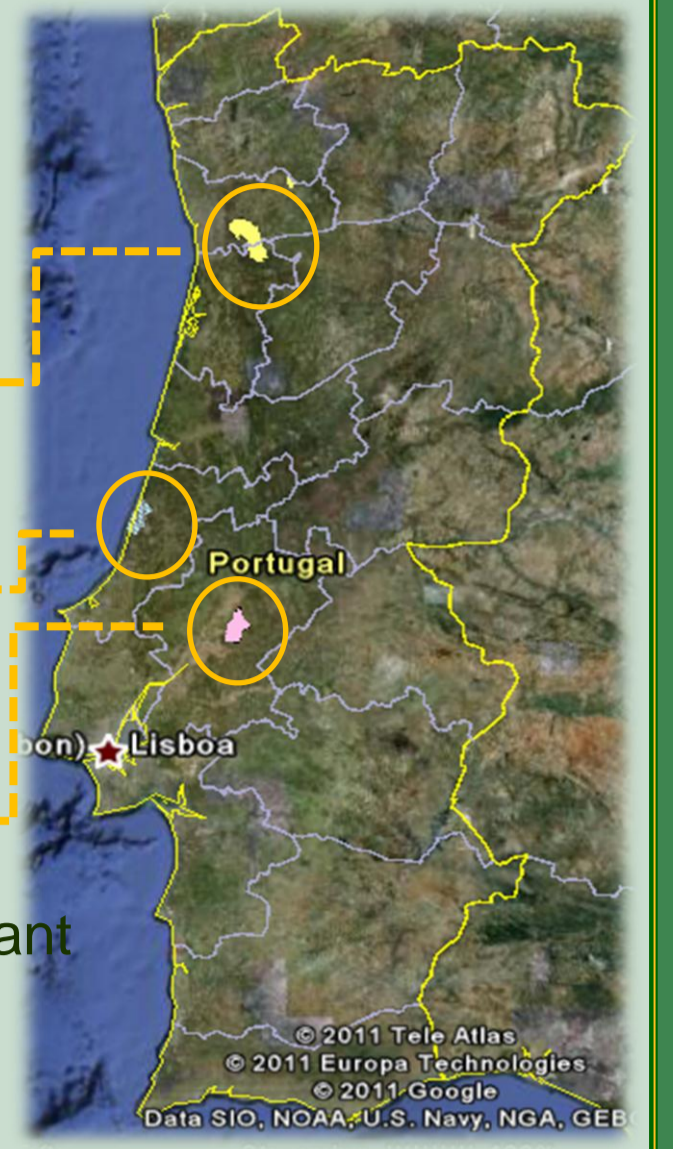 Portugal
bon) Lisboa
ant
© 2011 Tele Atlas
© 2011 Europa Technologies
© 2011 Google
Data SIO, NOAA, U.S. Navy, NGA, GEB